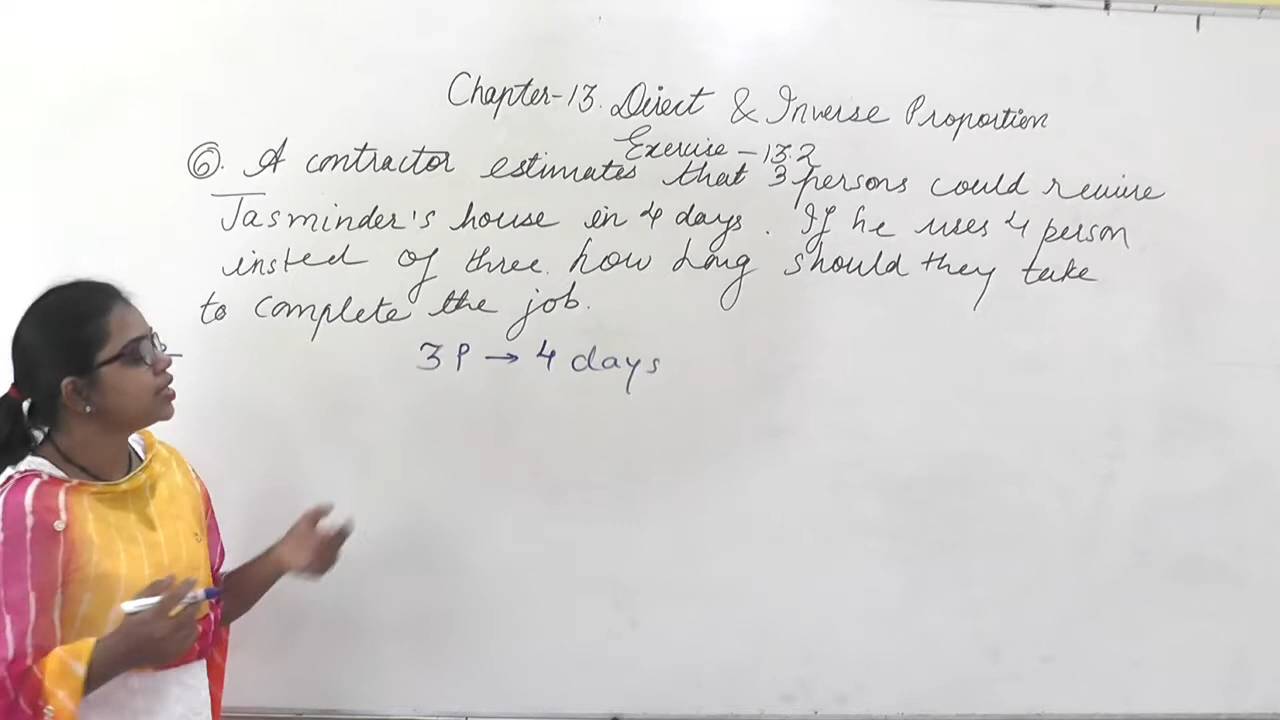 Chapter-13. Direct & Inverse Proportion
Exercise - 13.2
6. A contractor estimates that 3 persons could rewire
Jasminder's house in 4 days. If he uses 4 person
insted of three. how long should they take
to complete the job.
3P → 4 days